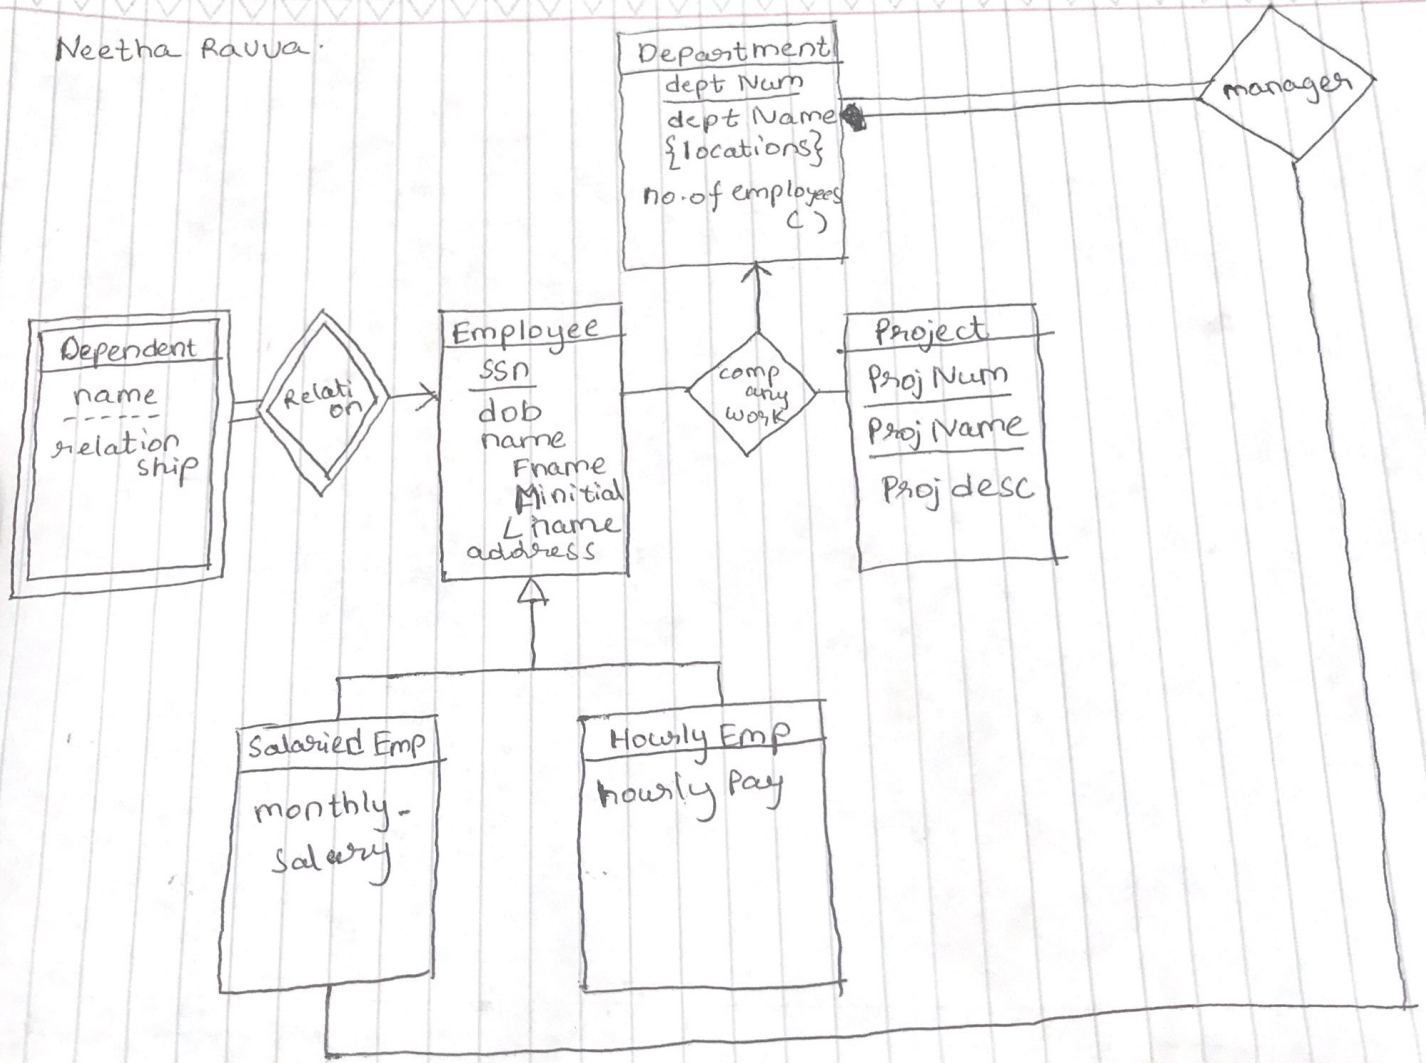 Neetha Ravva.
Department
dept Num
dept Name
{locations}
no. of employees
( )
manager
Dependent
name
relation
ship
Relati
on
Employee
ssn
dob
name
Fname
Minitial
Lname
address
comp
any
work
Project
Proj Num
Proj Name
Proj desc
Salaried Emp
monthly-
Salary
Hourly Emp
hourly Pay